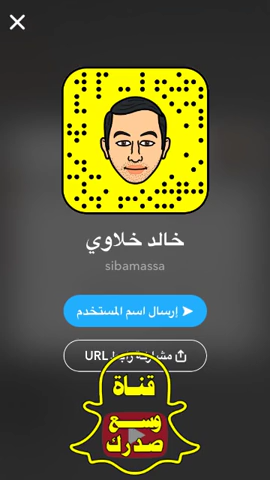 خالد خلاوي
sibamassa
إرسال اسم المستخدم
مشاركة رابط URL
قناة
وسع
صدرك